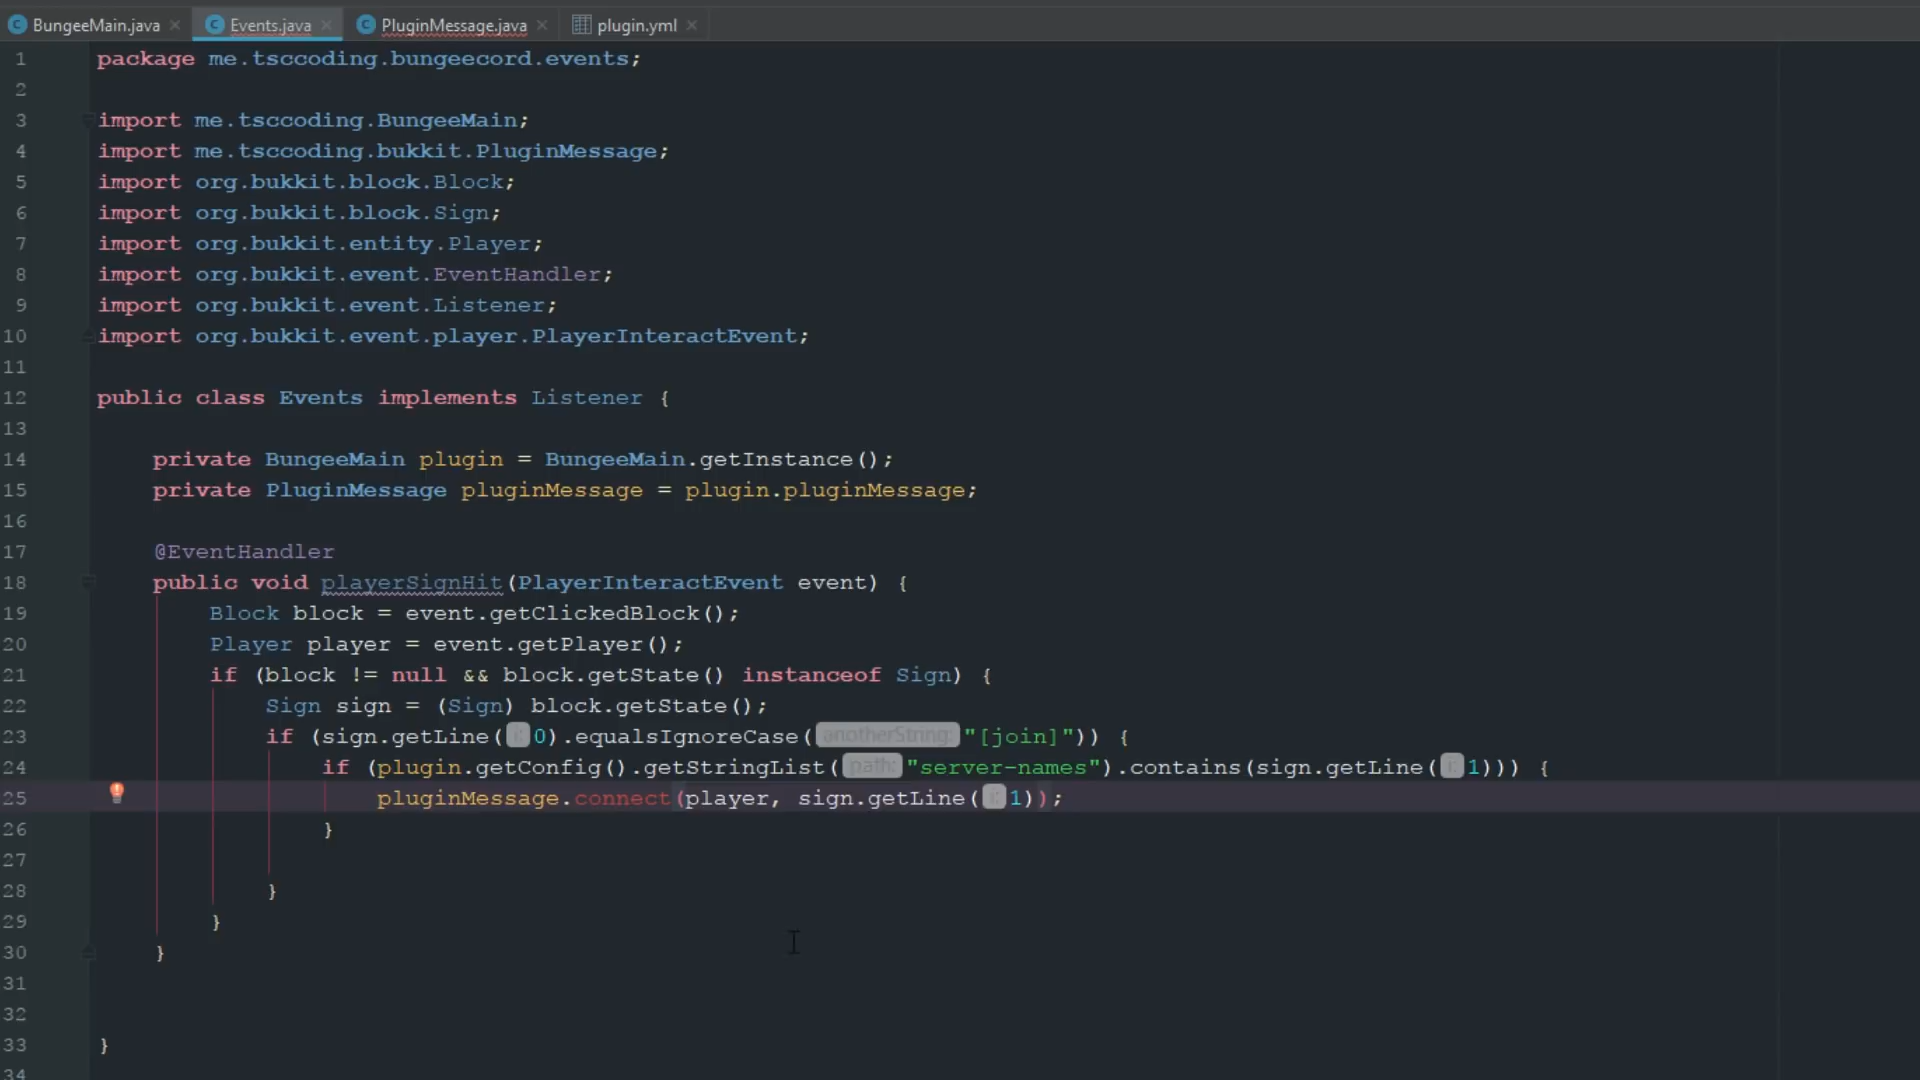 BungeeMain.java Events.java PluginMessage.java plugin.yml
1 package me.tsccoding.bungeecord.events;
2
3 import me.tsccoding.BungeeMain;
4 import me.tsccoding.bukkit.PluginMessage;
5 import org.bukkit.block.Block;
6 import org.bukkit.block.Sign;
7 import org.bukkit.entity.Player;
8 import org.bukkit.event.EventHandler;
9 import org.bukkit.event.Listener;
10 import org.bukkit.event.player.PlayerInteractEvent;
11
12 public class Events implements Listener {
13
14 private BungeeMain plugin = BungeeMain.getInstance();
15 private PluginMessage pluginMessage = plugin.pluginMessage;
16
17 @EventHandler
18 public void playerSignHit(PlayerInteractEvent event) {
19 Block block = event.getClickedBlock();
20 Player player = event.getPlayer();
21 if (block != null && block.getState() instanceof Sign) {
22 Sign sign = (Sign) block.getState();
23 if (sign.getLine(0).equalsIgnoreCase(anotherString: "[join]")) {
24 if (plugin.getConfig().getStringList(path: "server-names").contains(sign.getLine(i: 1))) {
25 pluginMessage.connect(player, sign.getLine(1));
26 }
27
28 }
29 }
30 }
31
32
33 }
34